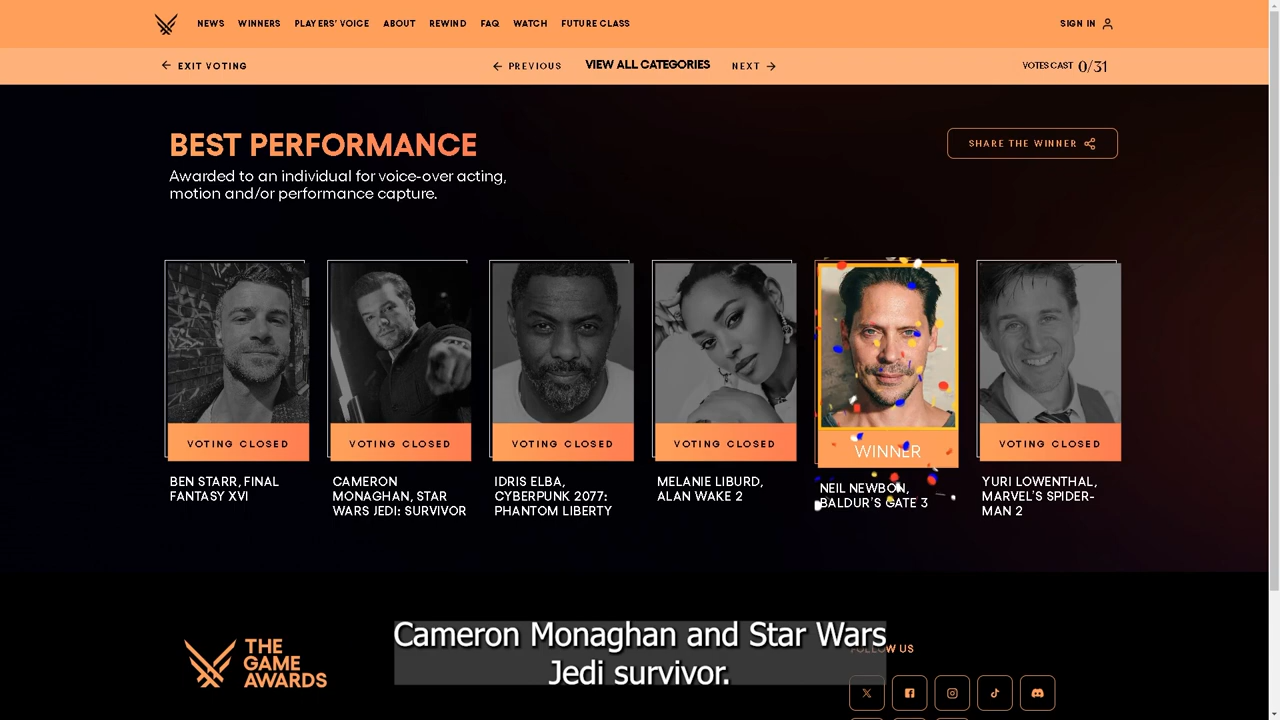 NEWS WINNERS PLAYERS' VOICE ABOUT REWIND FAQ WATCH FUTURE CLASS SIGN IN
EXIT VOTING PREVIOUS VIEW ALL CATEGORIES NEXT VOTES CAST 0/31
BEST PERFORMANCE
SHARE THE WINNER
Awarded to an individual for voice-over acting,
motion and/or performance capture.
VOTING CLOSED VOTING CLOSED VOTING CLOSED VOTING CLOSED WINNER VOTING CLOSED
BEN STARR, FINAL
FANTASY XVI
CAMERON
MONAGHAN, STAR
WARS JEDI: SURVIVOR
IDRIS ELBA,
CYBERPUNK 2077:
PHANTOM LIBERTY
MELANIE LIBURD,
ALAN WAKE 2
NEIL NEWBON,
BALDUR'S GATE 3
YURI LOWENTHAL,
MARVEL'S SPIDER-
MAN 2
THE
GAME
AWARDS
Cameron Monaghan and Star Wars
Jedi survivor.
FOLLOW US